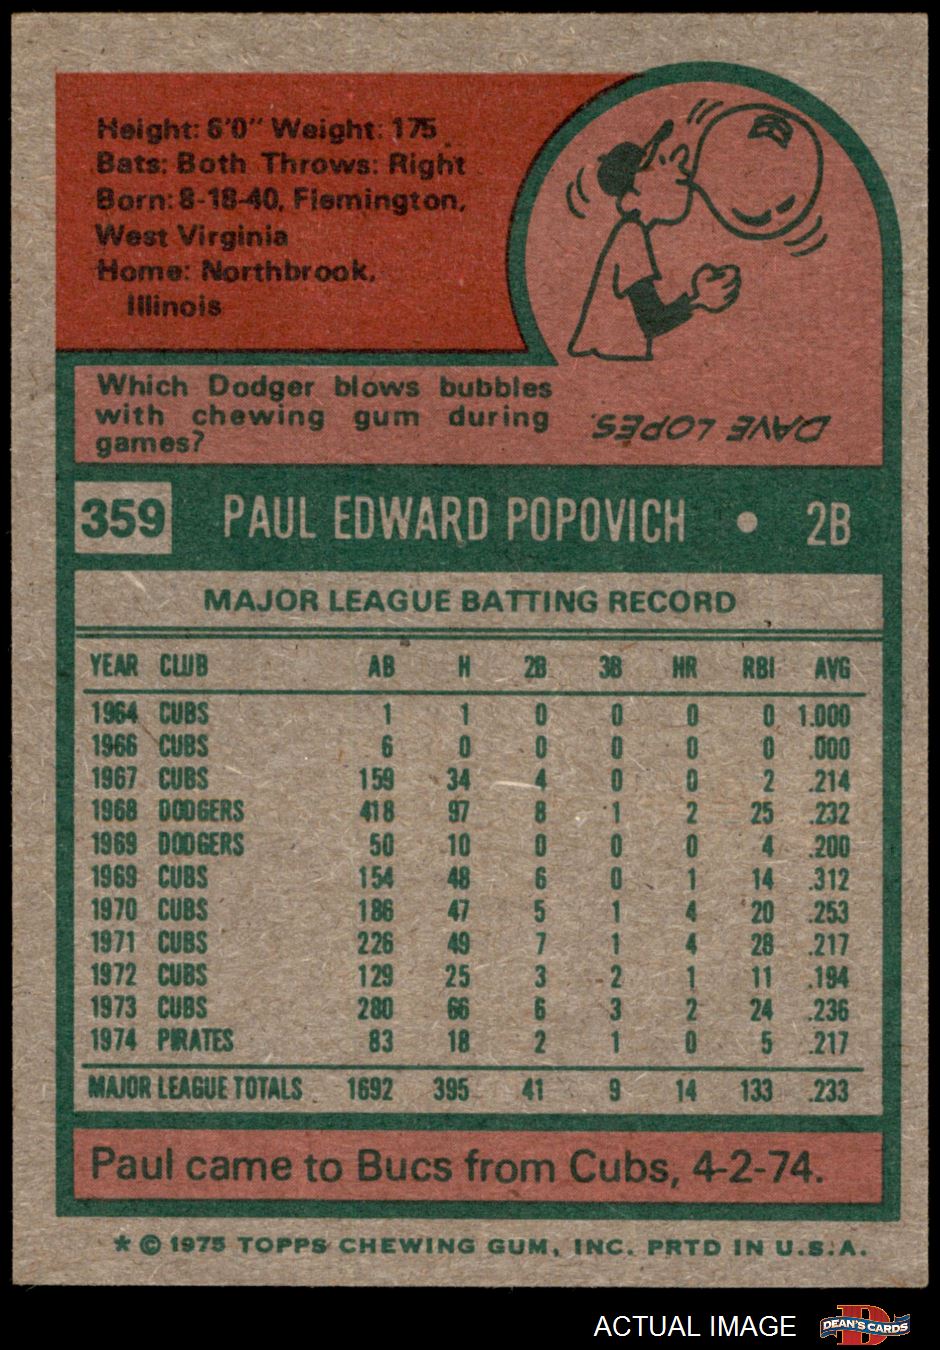 Height: 6'0" Weight: 175
Bats: Both Throws: Right
Born: 8-18-40, Flemington,
West Virginia
Home: Northbrook,
Illinois
Which Dodger blows bubbles
with chewing gum during
games?
DAVE LOPES.
359 PAUL EDWARD POPOVICH • 2B
MAJOR LEAGUE BATTING RECORD
YEAR CLUB AB H 2B 3B HR RBI AVG
1964 CUBS 1 1 0 0 0 0 1.000
1966 CUBS 6 0 0 0 0 0 .000
1967 CUBS 159 34 4 0 0 2 .214
1968 DODGERS 418 97 8 1 2 25 .232
1969 DODGERS 50 10 0 0 0 4 .200
1969 CUBS 154 48 6 0 1 14 .312
1970 CUBS 186 47 5 1 4 20 .253
1971 CUBS 226 49 7 1 4 28 .217
1972 CUBS 129 25 3 2 1 11 .194
1973 CUBS 280 66 6 3 2 24 .236
1974 PIRATES 83 18 2 1 0 5 .217
MAJOR LEAGUE TOTALS 1692 395 41 9 14 133 .233
Paul came to Bucs from Cubs, 4-2-74.
* © 1975 TOPPS CHEWING GUM, INC. PRTD IN U.S.A.
ACTUAL IMAGE
D
DEAN'S CARDS